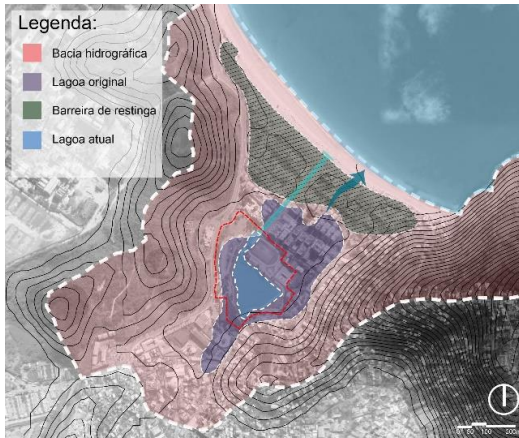 Legenda:
Bacia hidrográfica
Lagoa original
Barreira de restinga
Lagoa atual